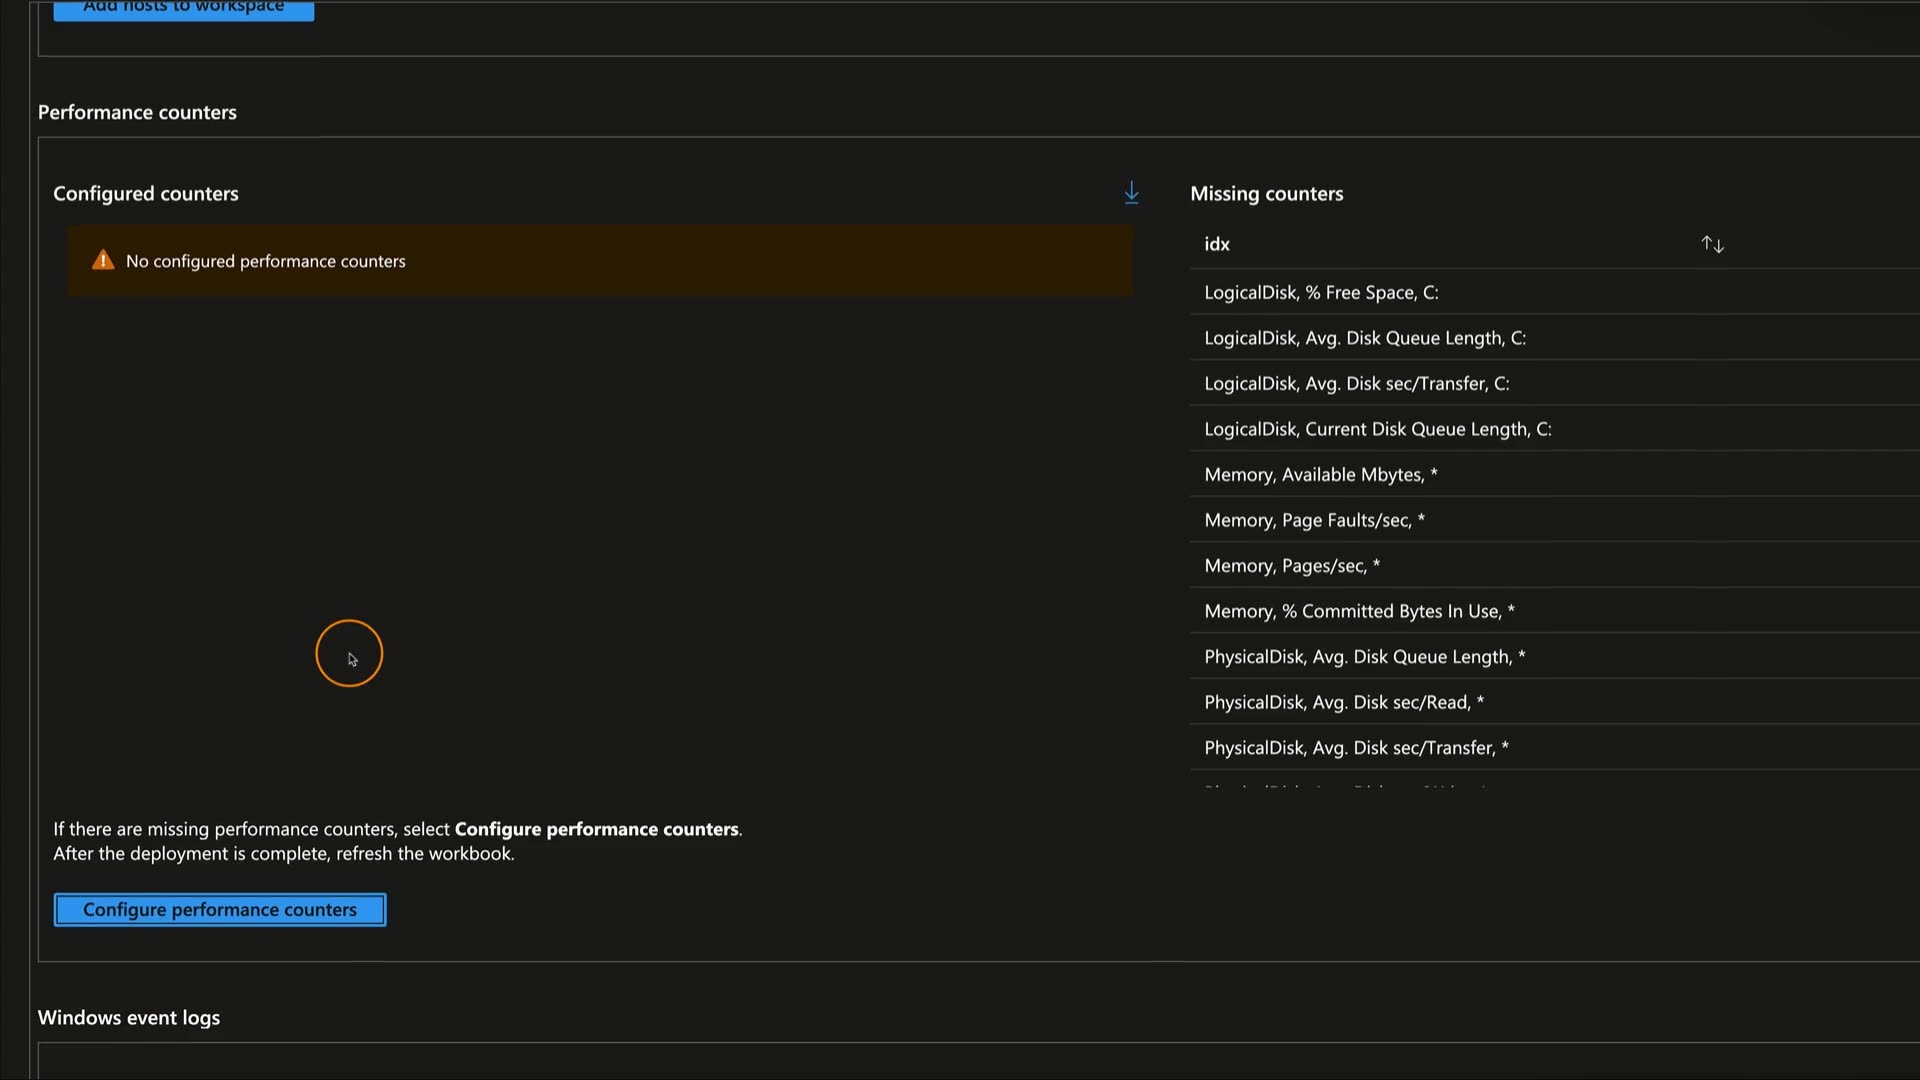 Add hosts to workspace
Performance counters
Configured counters
No configured performance counters
Missing counters
idx
LogicalDisk, % Free Space, C:
LogicalDisk, Avg. Disk Queue Length, C:
LogicalDisk, Avg. Disk sec/Transfer, C:
LogicalDisk, Current Disk Queue Length, C:
Memory, Available Mbytes, *
Memory, Page Faults/sec, *
Memory, Pages/sec, *
Memory, % Committed Bytes In Use, *
PhysicalDisk, Avg. Disk Queue Length, *
PhysicalDisk, Avg. Disk sec/Read, *
PhysicalDisk, Avg. Disk sec/Transfer, *
If there are missing performance counters, select Configure performance counters.
After the deployment is complete, refresh the workbook.
Configure performance counters
Windows event logs